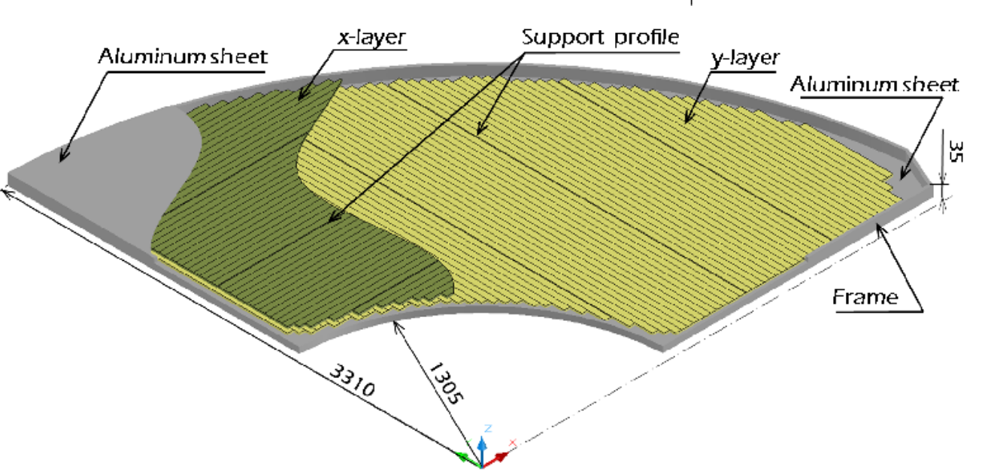 x-layer
Support profile
Aluminum sheet
y-layer
Aluminum sheet
35
Frame
3310
1305
Z
X